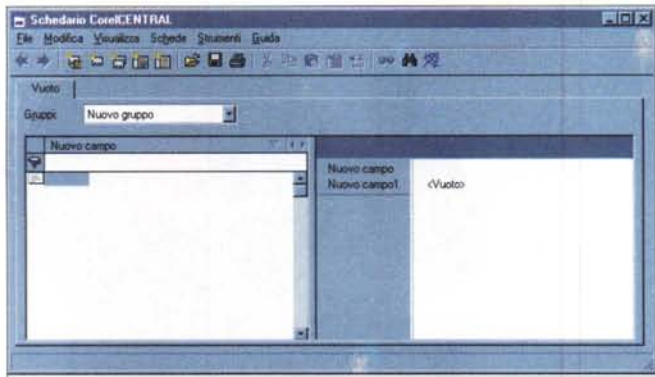 Schedario CorelCENTRAL
File Modifica Visualizza Schede Strumenti Guida
Vuoto
Gruppi: Nuovo gruppo
Nuovo campo
Nuovo campo
Nuovo campo1 <Vuoto>